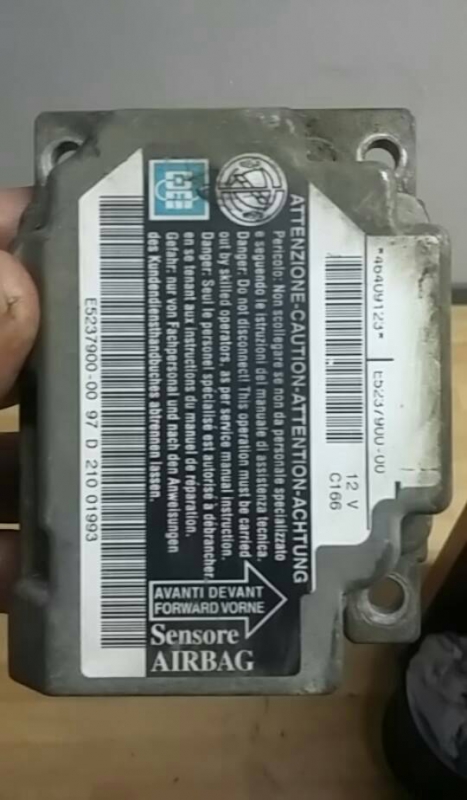 *46409123*
E5237900-00
12 V
C166
ATTENZIONE-CAUTION-ATTENTION-ACHTUNG
Pericolo: Non scollegare se non da personale specializzato
e seguendo le istruzioni del manuale di assistenza tecnica.
Danger: Do not disconnect! This operation must be carried
out by skilled operators, as per service manual instruction.
Danger: Seul le personel spécialisé est autorisé à débrancher,
en se tenant aux instructions du manuel de réparation.
Gefahr: nur von Fachpersonal und nach den Anweisungen
des Kundendiensthandbuches abtrennen lassen.
AVANTI DEVANT
FORWARD VORNE
Sensore
AIRBAG
E5237900-00 97 D 210 01993